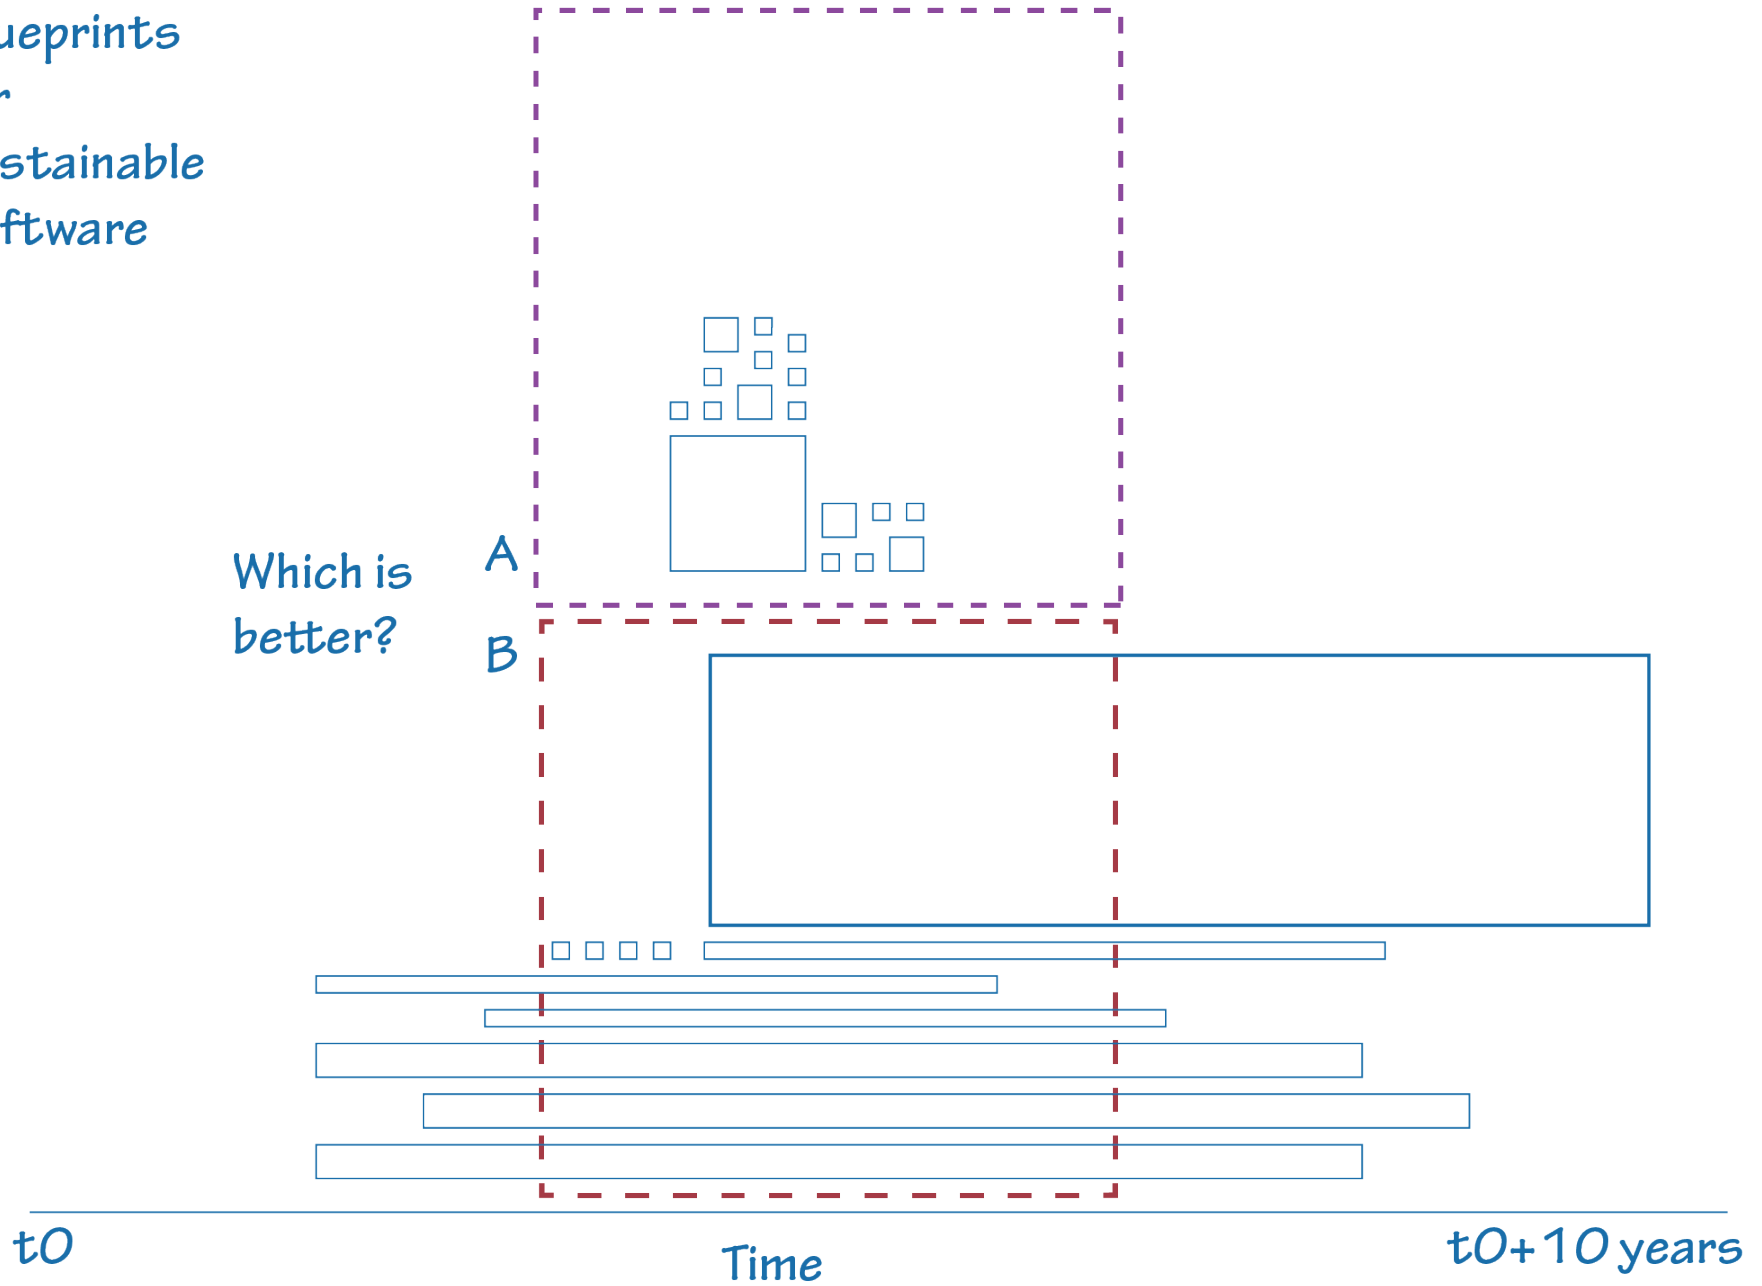 ueprints
r
stainable
ftware
A
Which is
better?
B
t0
Time
t0+10 years